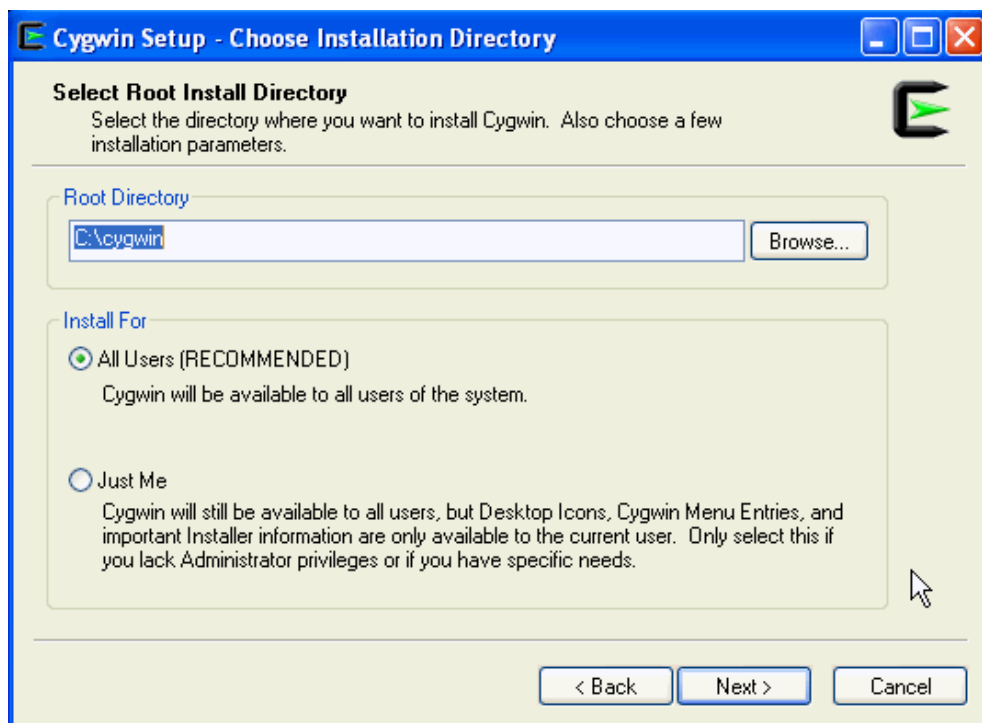 Cygwin Setup - Choose Installation Directory
Select Root Install Directory
Select the directory where you want to install Cygwin. Also choose a few
installation parameters.
Root Directory
C:\cygwin
Browse...
Install For
All Users (RECOMMENDED)
Cygwin will be available to all users of the system.
Just Me
Cygwin will still be available to all users, but Desktop Icons, Cygwin Menu Entries, and
important Installer information are only available to the current user. Only select this if
you lack Administrator privileges or if you have specific needs.
< Back
Next >
Cancel